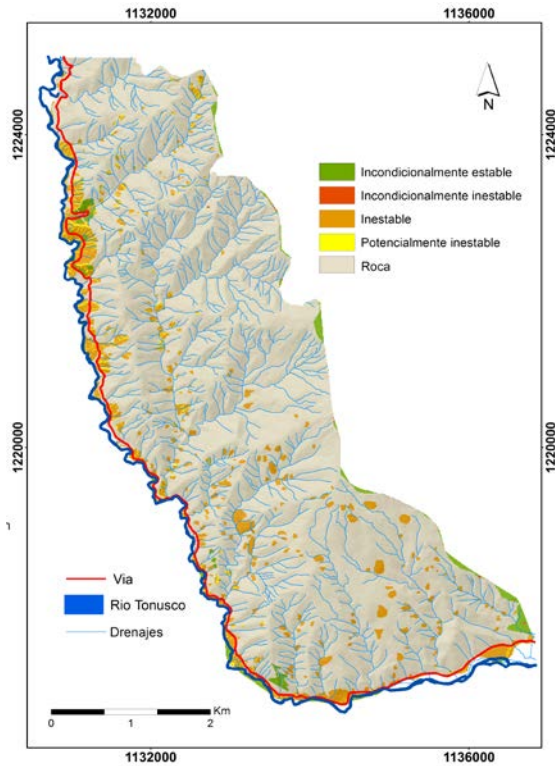 1132000
1136000
1224000
1224000
N
Incondicionalmente estable
Incondicionalmente inestable
Inestable
Potencialmente inestable
Roca
1220000
1220000
Via
Rio Tonusco
Drenajes
Km
0 1 2
1132000
1136000